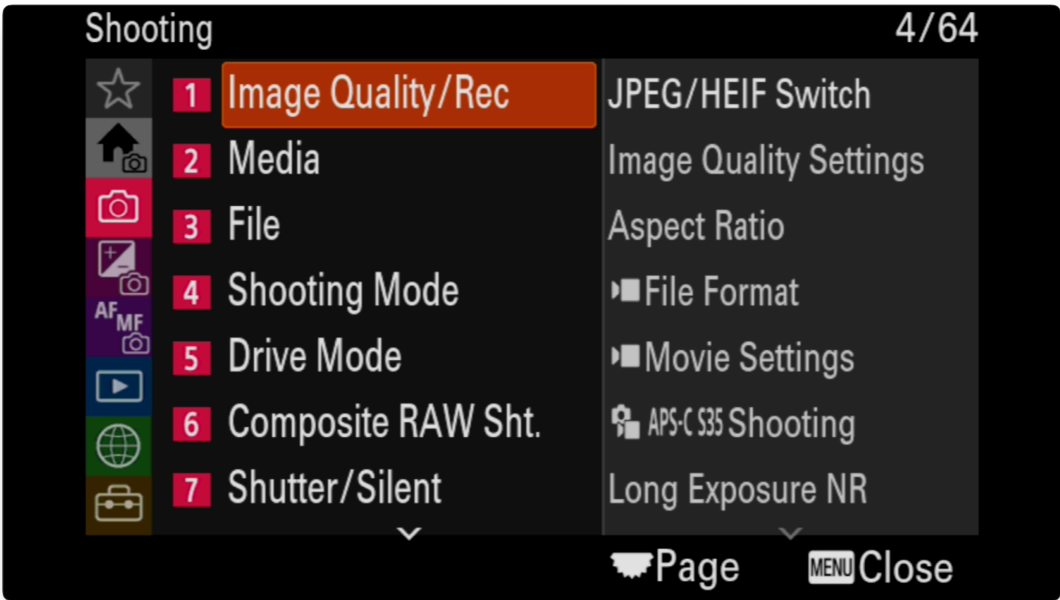 Shooting 4/64
1 Image Quality/Rec
2 Media
3 File
4 Shooting Mode
5 Drive Mode
6 Composite RAW Sht.
7 Shutter/Silent
AF MF
JPEG/HEIF Switch
Image Quality Settings
Aspect Ratio
File Format
Movie Settings
APS-C S35 Shooting
Long Exposure NR
Page MENU Close